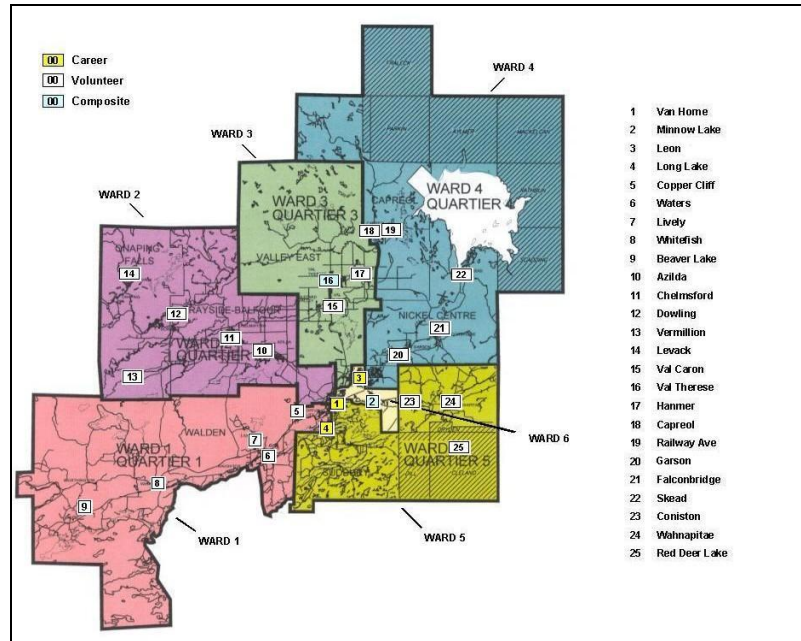 00 Career
00 Volunteer
00 Composite
WARD 4
WARD 3
WARD 2
WARD 3
QUARTIER 3
WARD 4
QUARTIER 4
CAPREOL
18
19
VALLEY EAST
16
17
15
22
NICKEL CENTRE
21
20
ONAPING
FALLS
14
12
RAYSIDE-BALFOUR
11
10
13
3
1
2
23
24
5
4
WARD 6
WALDEN
WARD 1
QUARTIER 1
7
6
8
9
SUDBURY
QUARTIER 5
25
WARD 1
WARD 5
1 Van Horne
2 Minnow Lake
3 Leon
4 Long Lake
5 Copper Cliff
6 Waters
7 Lively
8 Whitefish
9 Beaver Lake
10 Azilda
11 Chelmsford
12 Dowling
13 Vermillion
14 Levack
15 Val Caron
16 Val Therese
17 Hanmer
18 Capreol
19 Railway Ave
20 Garson
21 Falconbridge
22 Skead
23 Coniston
24 Wahnapitae
25 Red Deer Lake